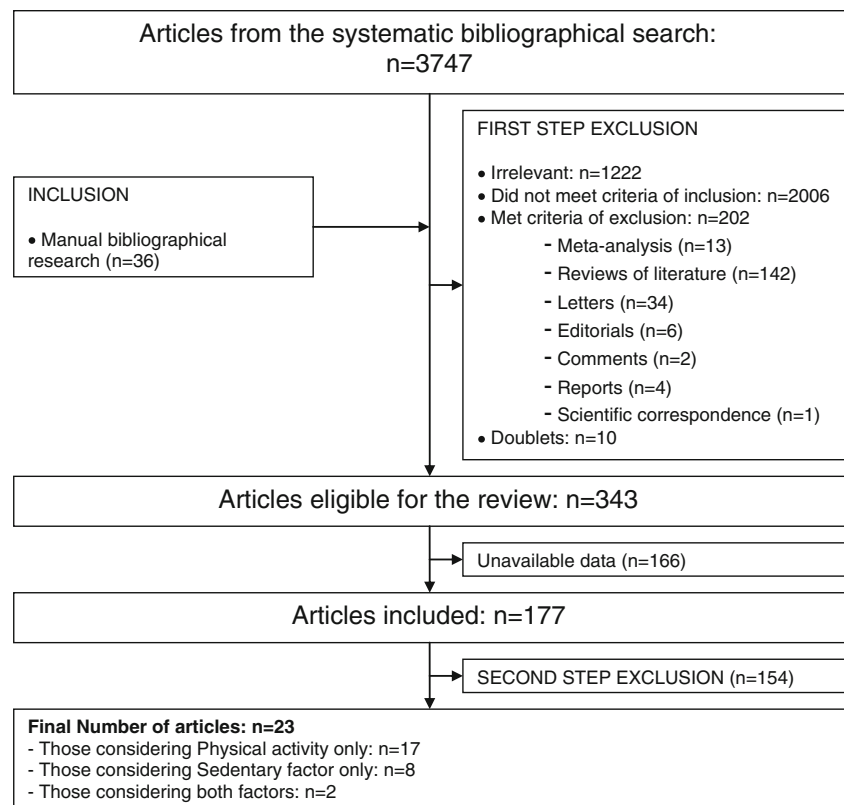 Articles from the systematic bibliographical search:
n=3747
INCLUSION
• Manual bibliographical
research (n=36)
FIRST STEP EXCLUSION
• Irrelevant: n=1222
• Did not meet criteria of inclusion: n=2006
• Met criteria of exclusion: n=202
- Meta-analysis (n=13)
- Reviews of literature (n=142)
- Letters (n=34)
- Editorials (n=6)
- Comments (n=2)
- Reports (n=4)
- Scientific correspondence (n=1)
• Doublets: n=10
Articles eligible for the review: n=343
Unavailable data (n=166)
Articles included: n=177
SECOND STEP EXCLUSION (n=154)
Final Number of articles: n=23
- Those considering Physical activity only: n=17
- Those considering Sedentary factor only: n=8
- Those considering both factors: n=2